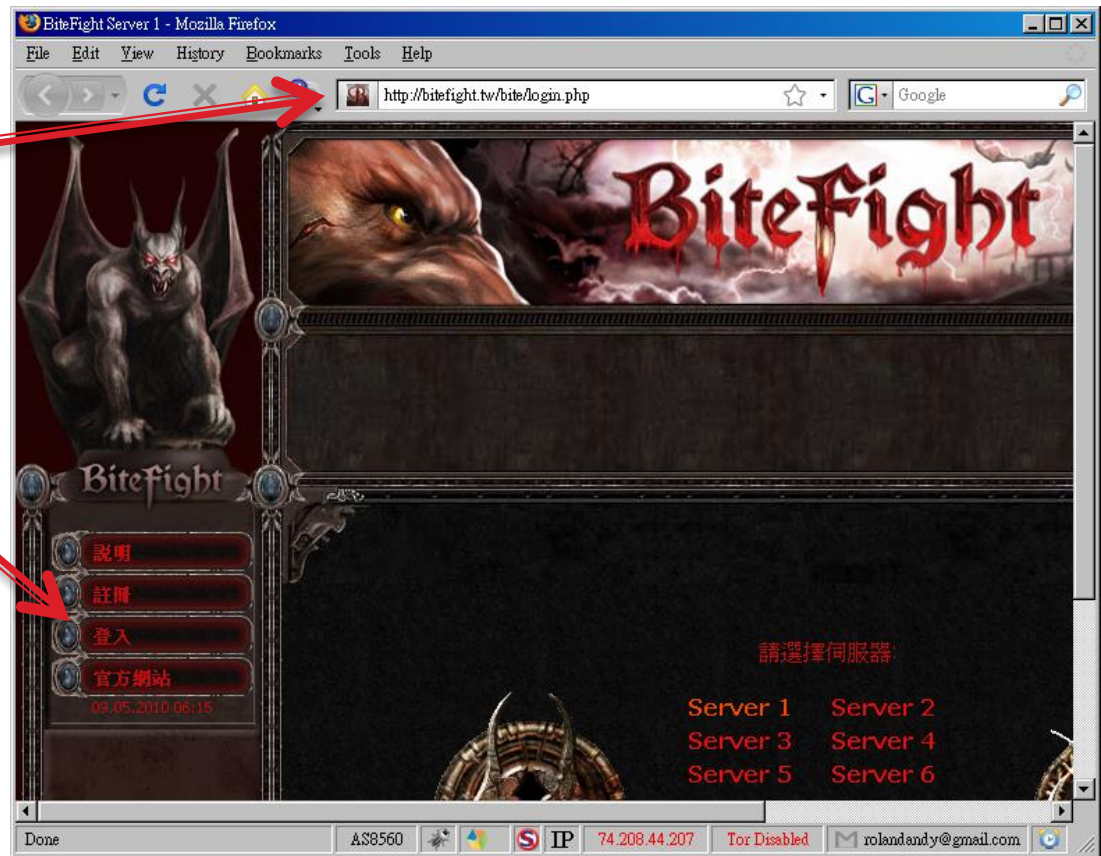 BiteFight Server 1 - Mozilla Firefox
File Edit View History Bookmarks Tools Help
http://bitefight.tw/bite/login.php
G Google
BiteFight
BiteFight
説明
註冊
登入
官方網站
09.05.2010 06:15
請選擇伺服器:
Server 1 Server 2
Server 3 Server 4
Server 5 Server 6
Done AS8560 S IP 74.208.44.207 Tor Disabled rolandandy@gmail.com